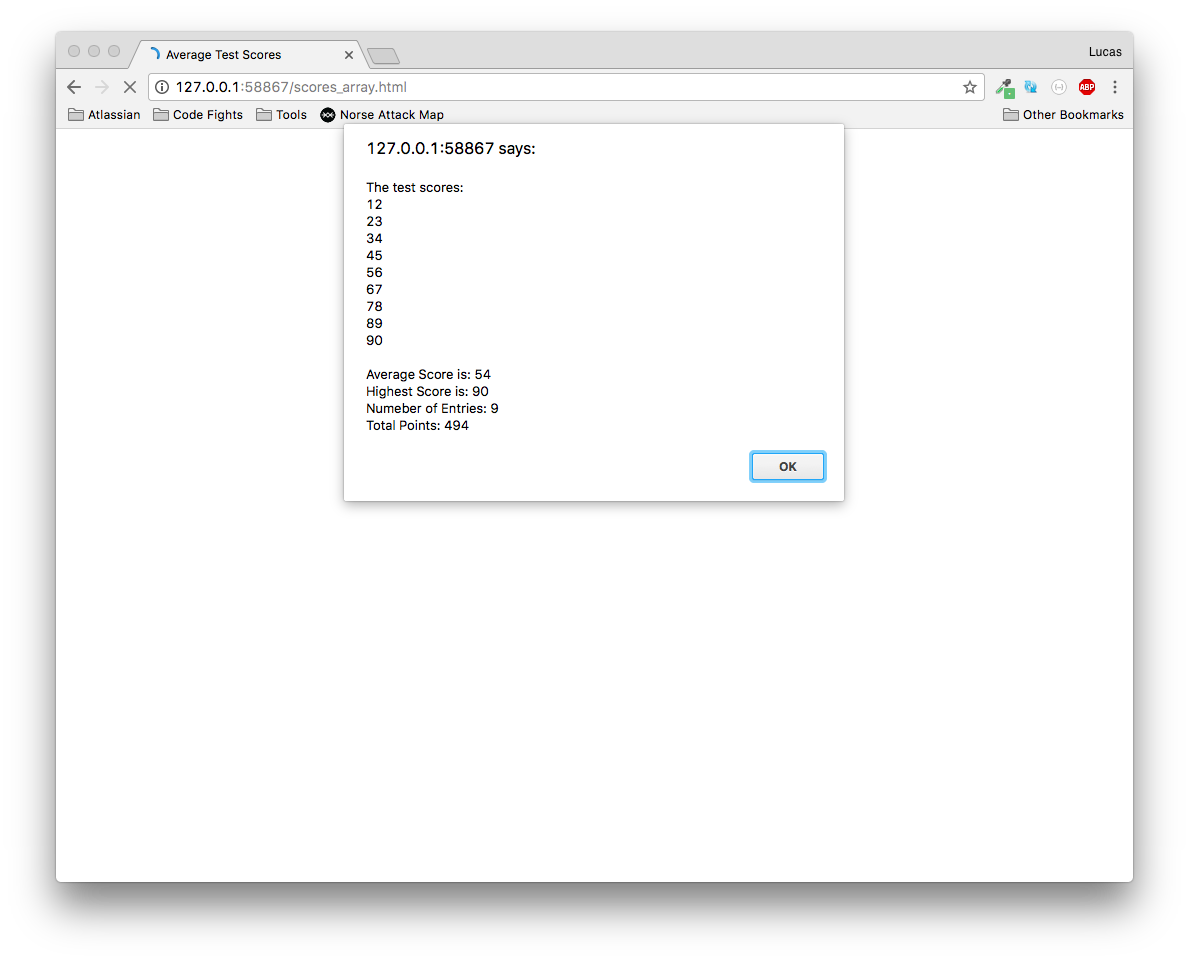 Average Test Scores
Lucas
127.0.0.1:58867/scores_array.html
ABP
Atlassian Code Fights Tools Norse Attack Map Other Bookmarks
127.0.0.1:58867 says:
The test scores:
12
23
34
45
56
67
78
89
90
Average Score is: 54
Highest Score is: 90
Numeber of Entries: 9
Total Points: 494
OK